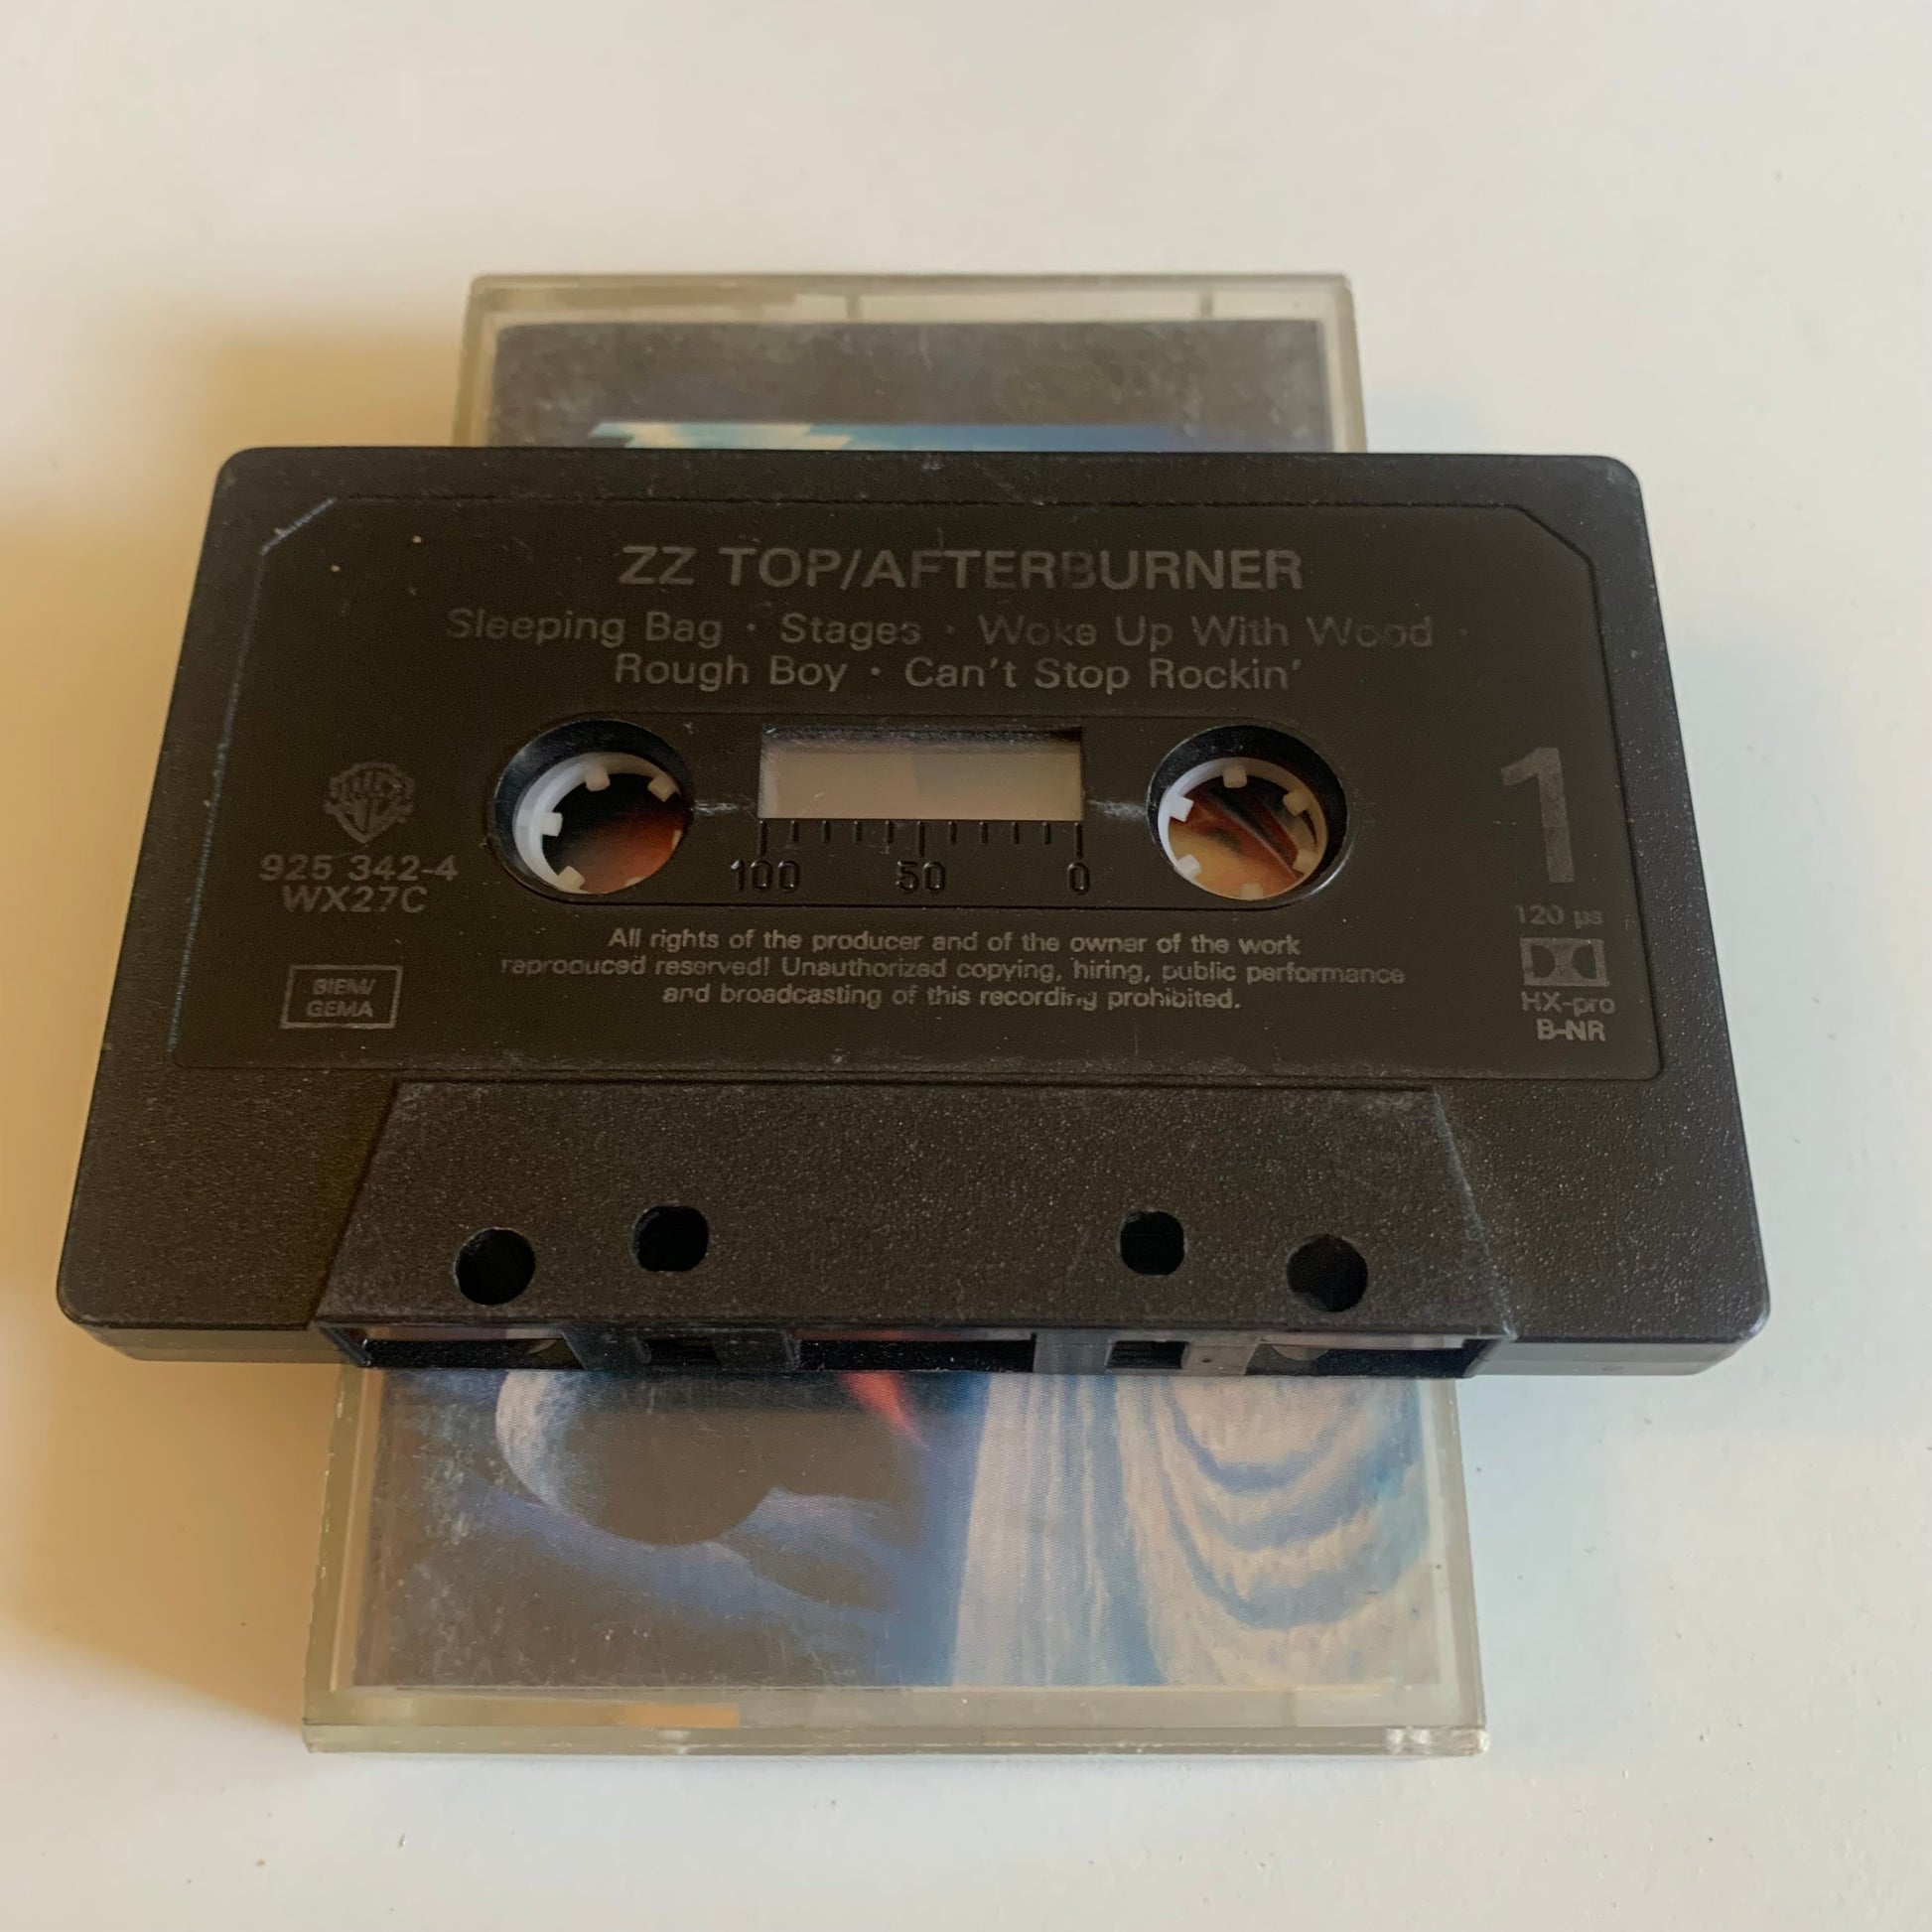 ZZ TOP/AFTERBURNER
Sleeping Bag · Stages · Woke Up With Wood ·
Rough Boy · Can't Stop Rockin'
1
925 342-4
WX27C
100 50 0
120 µs
BIEM/
GEMA
HX-pro
B-NR
All rights of the producer and of the owner of the work
reproduced reserved! Unauthorized copying, hiring, public performance
and broadcasting of this recording prohibited.